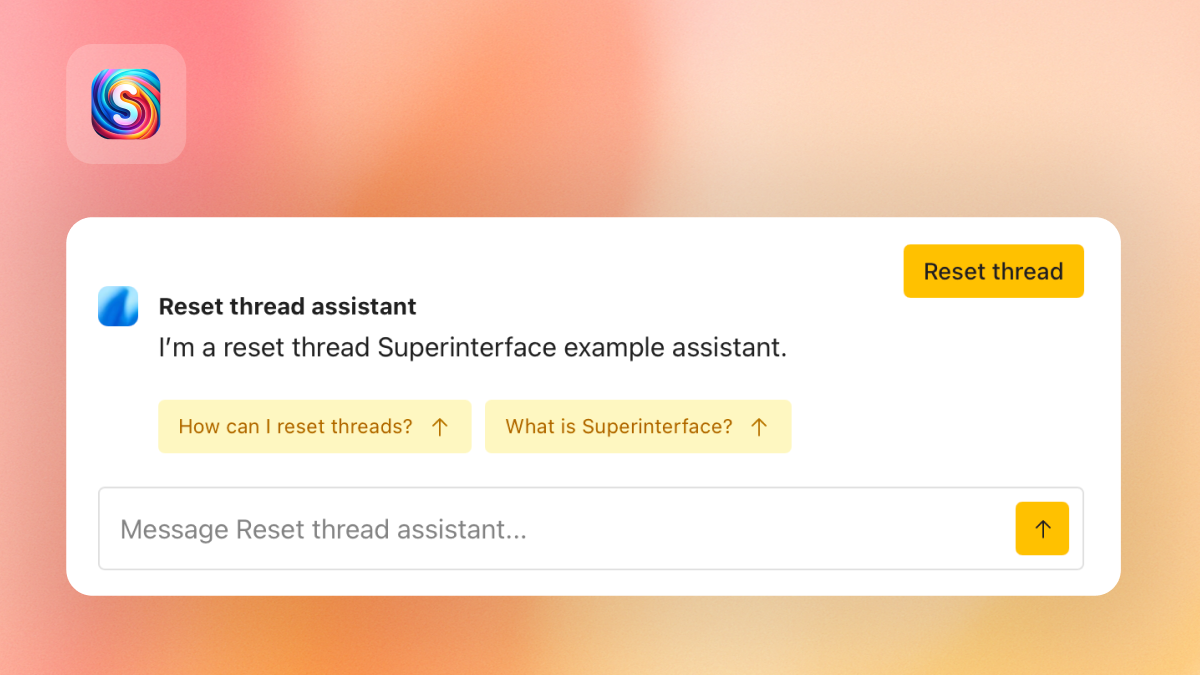 S
Reset thread
Reset thread assistant
I’m a reset thread Superinterface example assistant.
How can I reset threads? ↑
What is Superinterface? ↑
Message Reset thread assistant...
↑